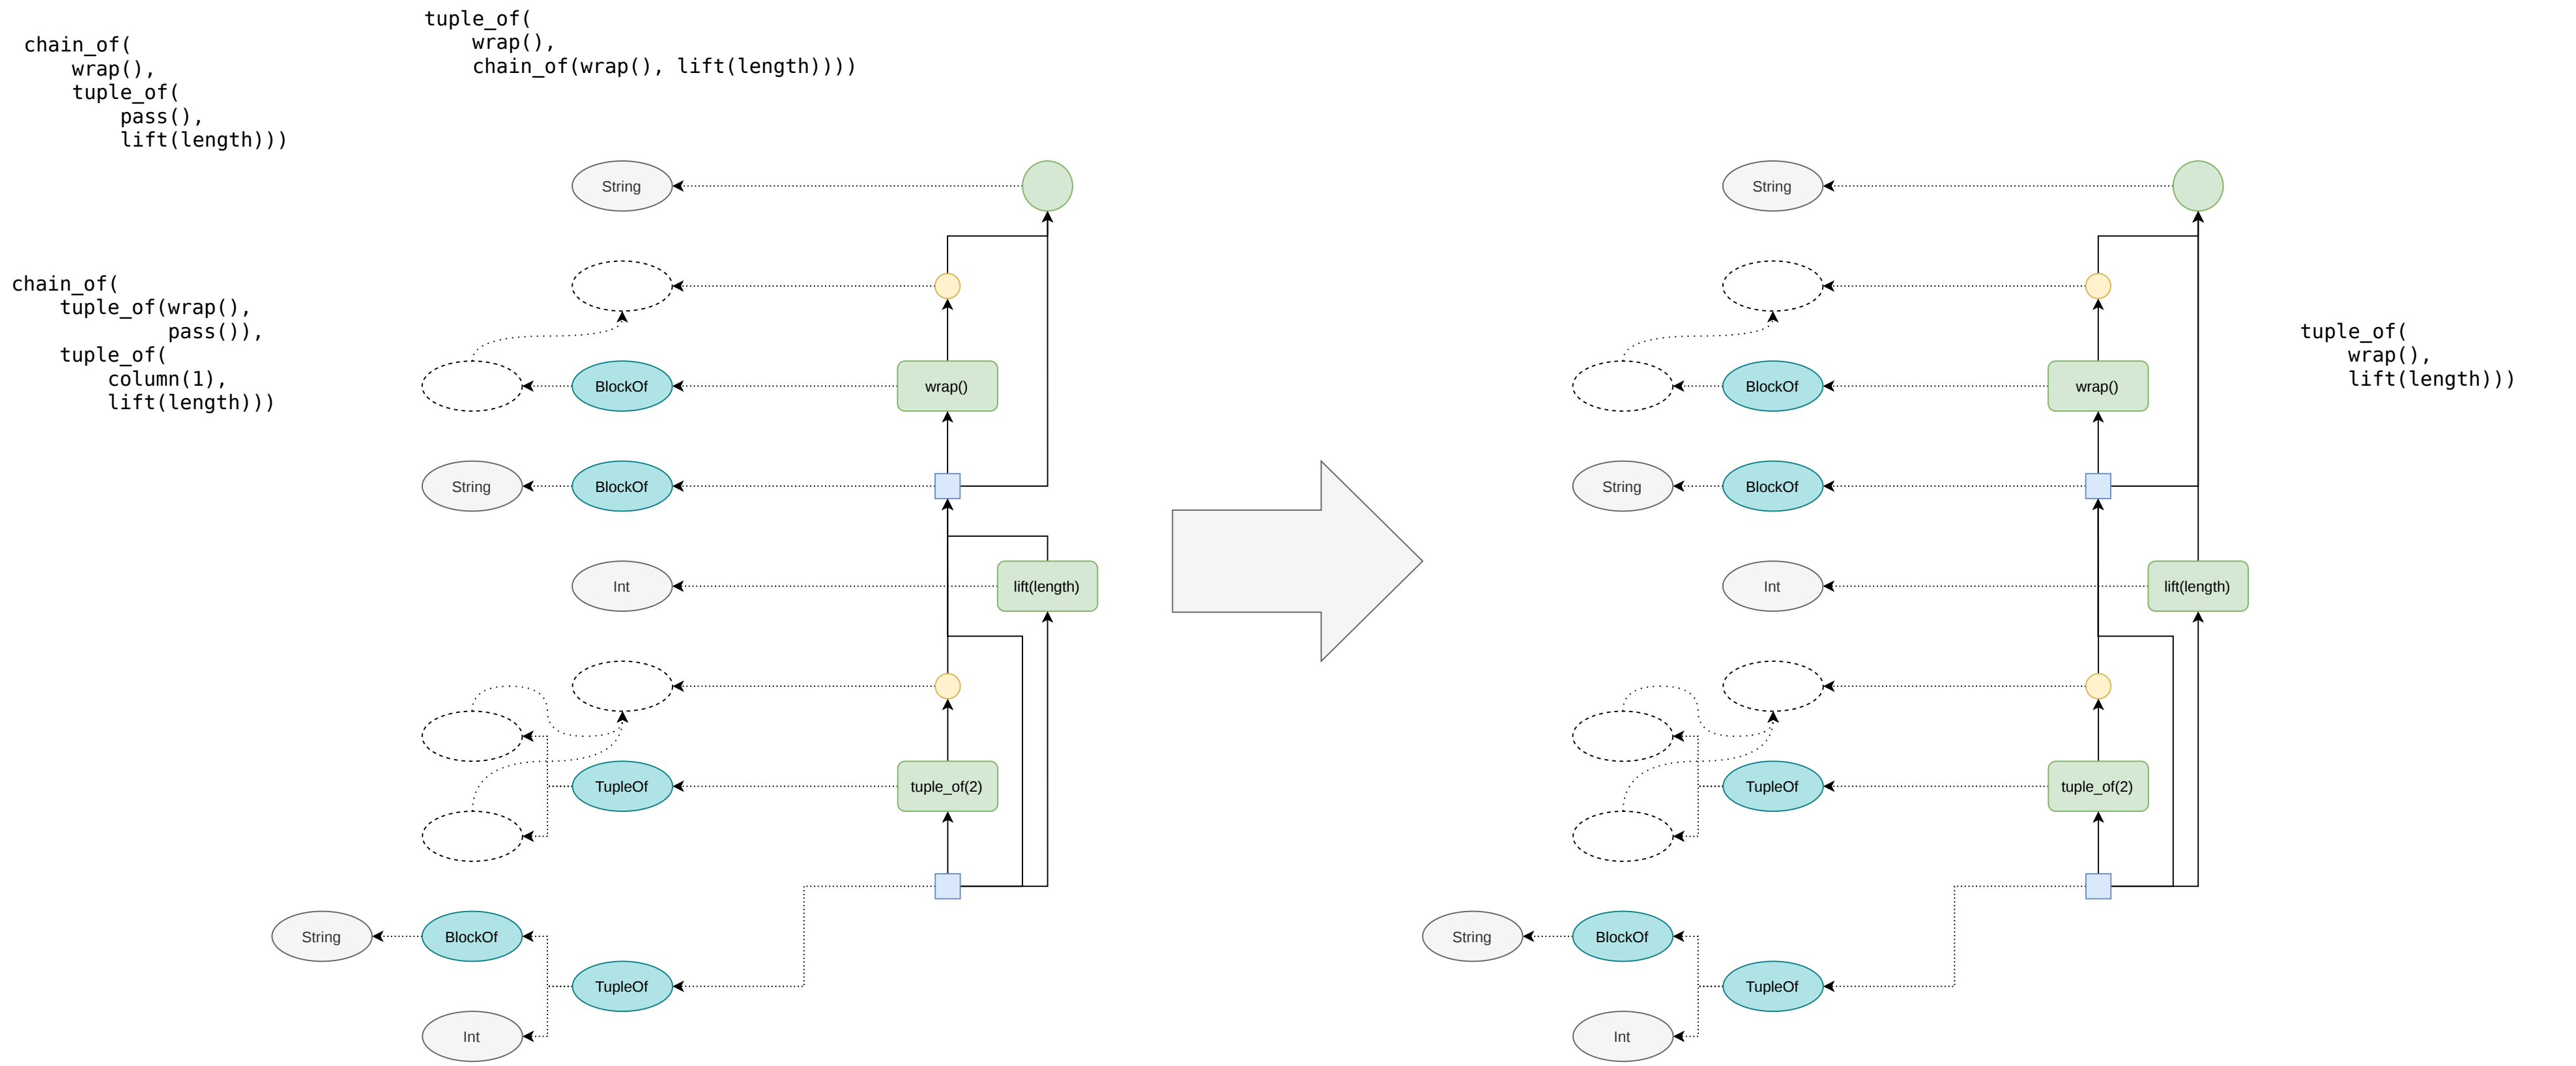 chain_of(
    wrap(),
    tuple_of(
        pass(),
        lift(length)))
tuple_of(
    wrap(),
    chain_of(wrap(), lift(length))))
chain_of(
    tuple_of(wrap(),
             pass()),
    tuple_of(
        column(1),
        lift(length)))
String
BlockOf
wrap()
String
BlockOf
Int
lift(length)
TupleOf
tuple_of(2)
String
BlockOf
TupleOf
Int
String
BlockOf
wrap()
String
BlockOf
Int
lift(length)
TupleOf
tuple_of(2)
String
BlockOf
TupleOf
Int
tuple_of(
    wrap(),
    lift(length)))